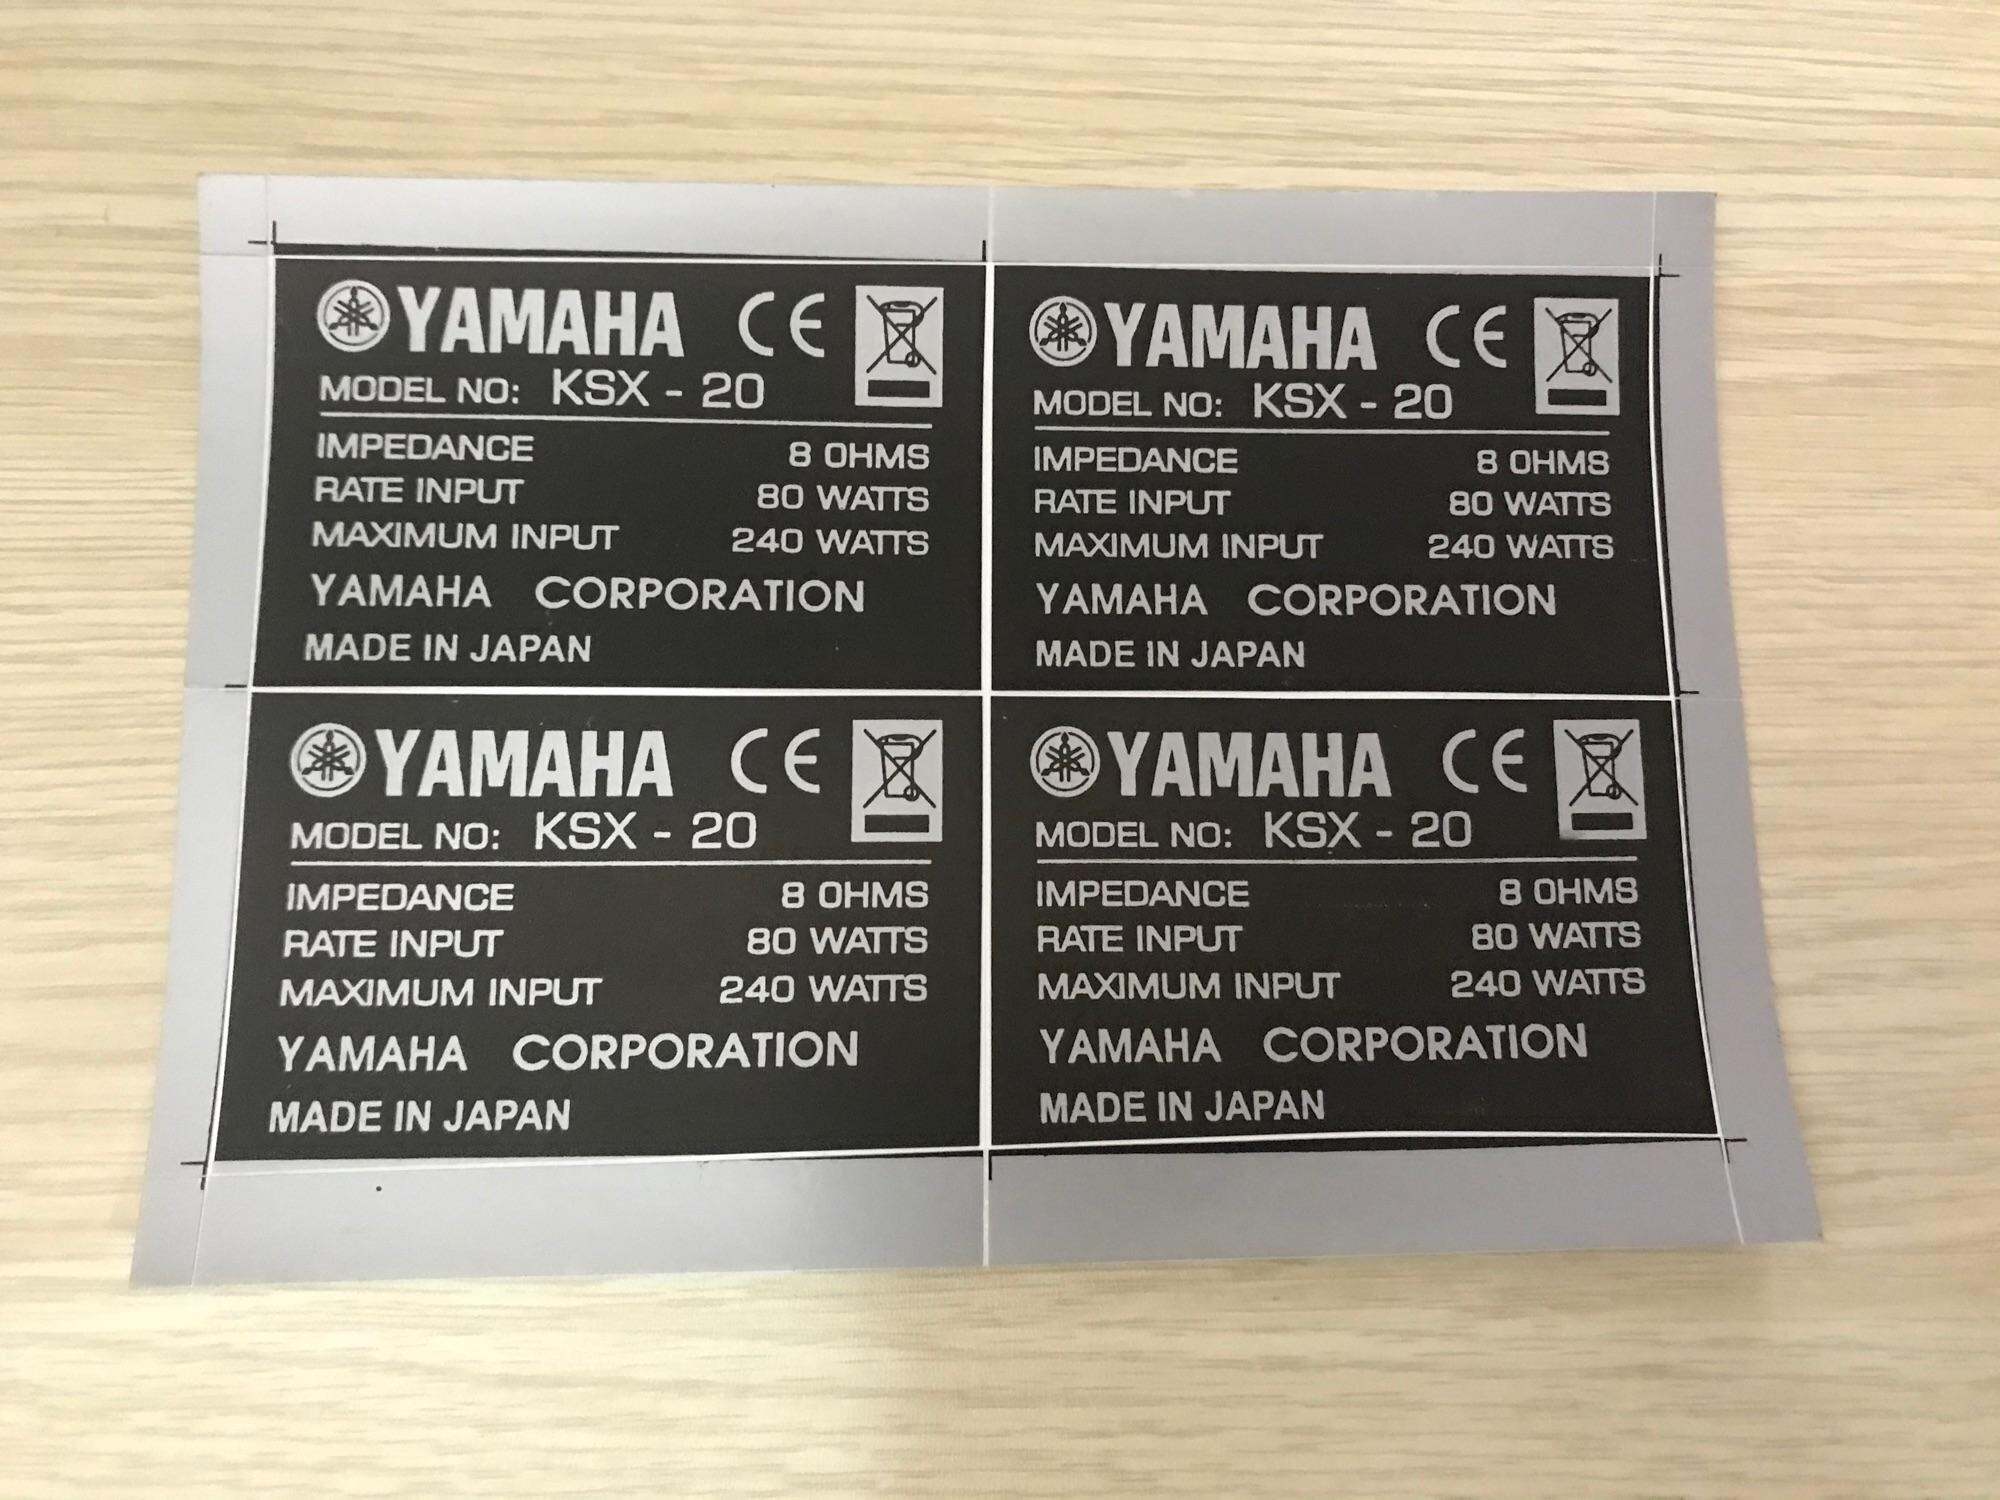 YAMAHA CE
MODEL NO: KSX - 20
IMPEDANCE 8 OHMS
RATE INPUT 80 WATTS
MAXIMUM INPUT 240 WATTS
YAMAHA CORPORATION
MADE IN JAPAN
YAMAHA CE
MODEL NO: KSX - 20
IMPEDANCE 8 OHMS
RATE INPUT 80 WATTS
MAXIMUM INPUT 240 WATTS
YAMAHA CORPORATION
MADE IN JAPAN
YAMAHA CE
MODEL NO: KSX - 20
IMPEDANCE 8 OHMS
RATE INPUT 80 WATTS
MAXIMUM INPUT 240 WATTS
YAMAHA CORPORATION
MADE IN JAPAN
YAMAHA CE
MODEL NO: KSX - 20
IMPEDANCE 8 OHMS
RATE INPUT 80 WATTS
MAXIMUM INPUT 240 WATTS
YAMAHA CORPORATION
MADE IN JAPAN